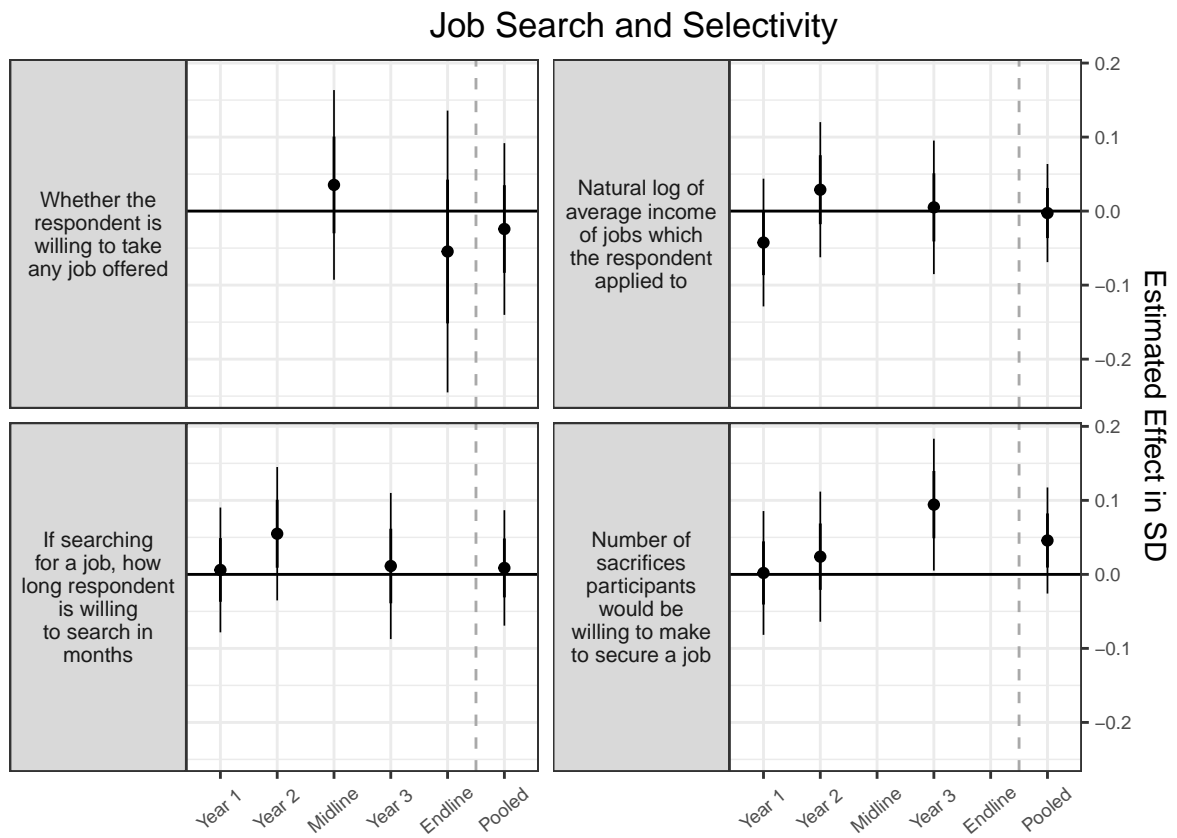 Job Search and Selectivity
Whether the
respondent is
willing to take
any job offered
Natural log of
average income
of jobs which
the respondent
applied to
0.2
0.1
0.0
−0.1
−0.2
If searching
for a job, how
long respondent
is willing
to search in
months
Number of
sacrifices
participants
would be
willing to make
to secure a job
0.2
0.1
0.0
−0.1
−0.2
Estimated Effect in SD
Year 1
Year 2
Midline
Year 3
Endline
Pooled
Year 1
Year 2
Midline
Year 3
Endline
Pooled